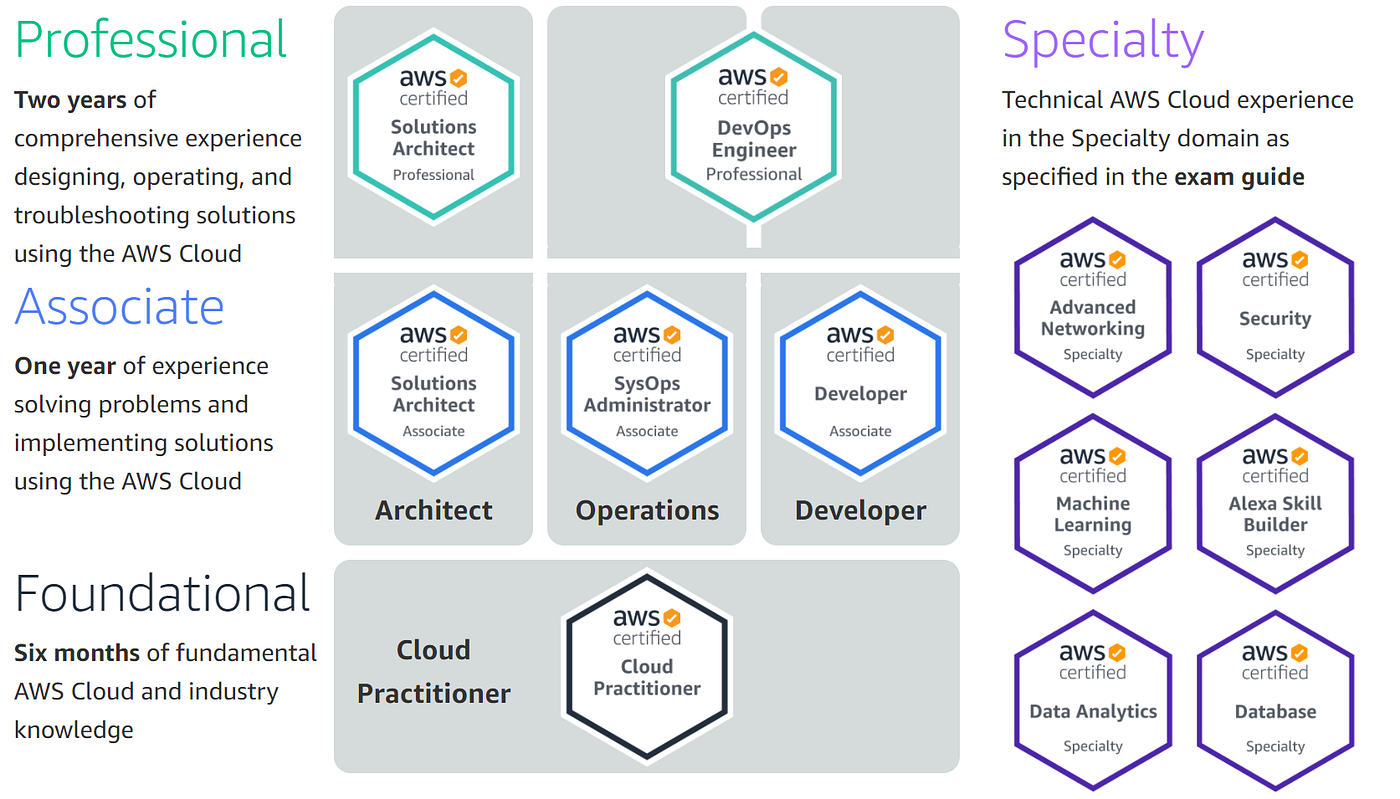 Professional
Two years of
comprehensive experience
designing, operating, and
troubleshooting solutions
using the AWS Cloud
aws
certified
Solutions
Architect
Professional
aws
certified
DevOps
Engineer
Professional
Associate
One year of experience
solving problems and
implementing solutions
using the AWS Cloud
aws
certified
Solutions
Architect
Associate
Architect
aws
certified
SysOps
Administrator
Associate
Operations
aws
certified
Developer
Associate
Developer
Foundational
Six months of fundamental
AWS Cloud and industry
knowledge
Cloud
Practitioner
aws
certified
Cloud
Practitioner
Specialty
Technical AWS Cloud experience
in the Specialty domain as
specified in the exam guide
aws
certified
Advanced
Networking
Specialty
aws
certified
Security
Specialty
aws
certified
Machine
Learning
Specialty
aws
certified
Alexa Skill
Builder
Specialty
aws
certified
Data Analytics
Specialty
aws
certified
Database
Specialty